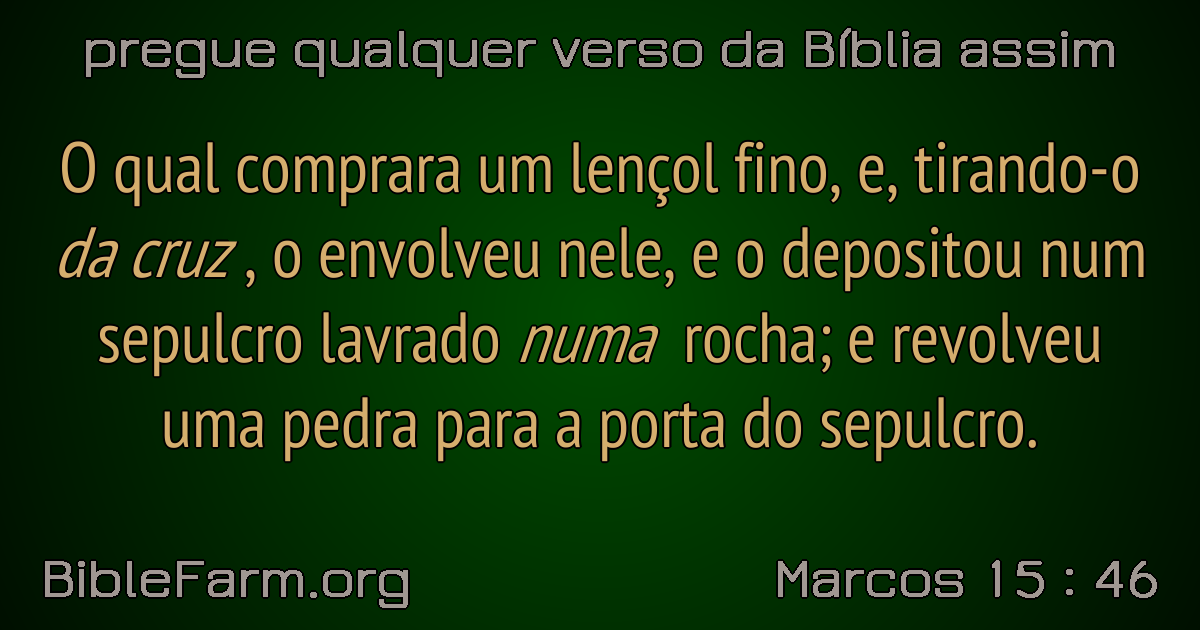 pregue qualquer verso da Bíblia assim
O qual comprara um lençol fino, e, tirando-o
da cruz , o envolveu nele, e o depositou num
sepulcro lavrado numa rocha; e revolveu
uma pedra para a porta do sepulcro.
BibleFarm.org
Marcos 15 : 46